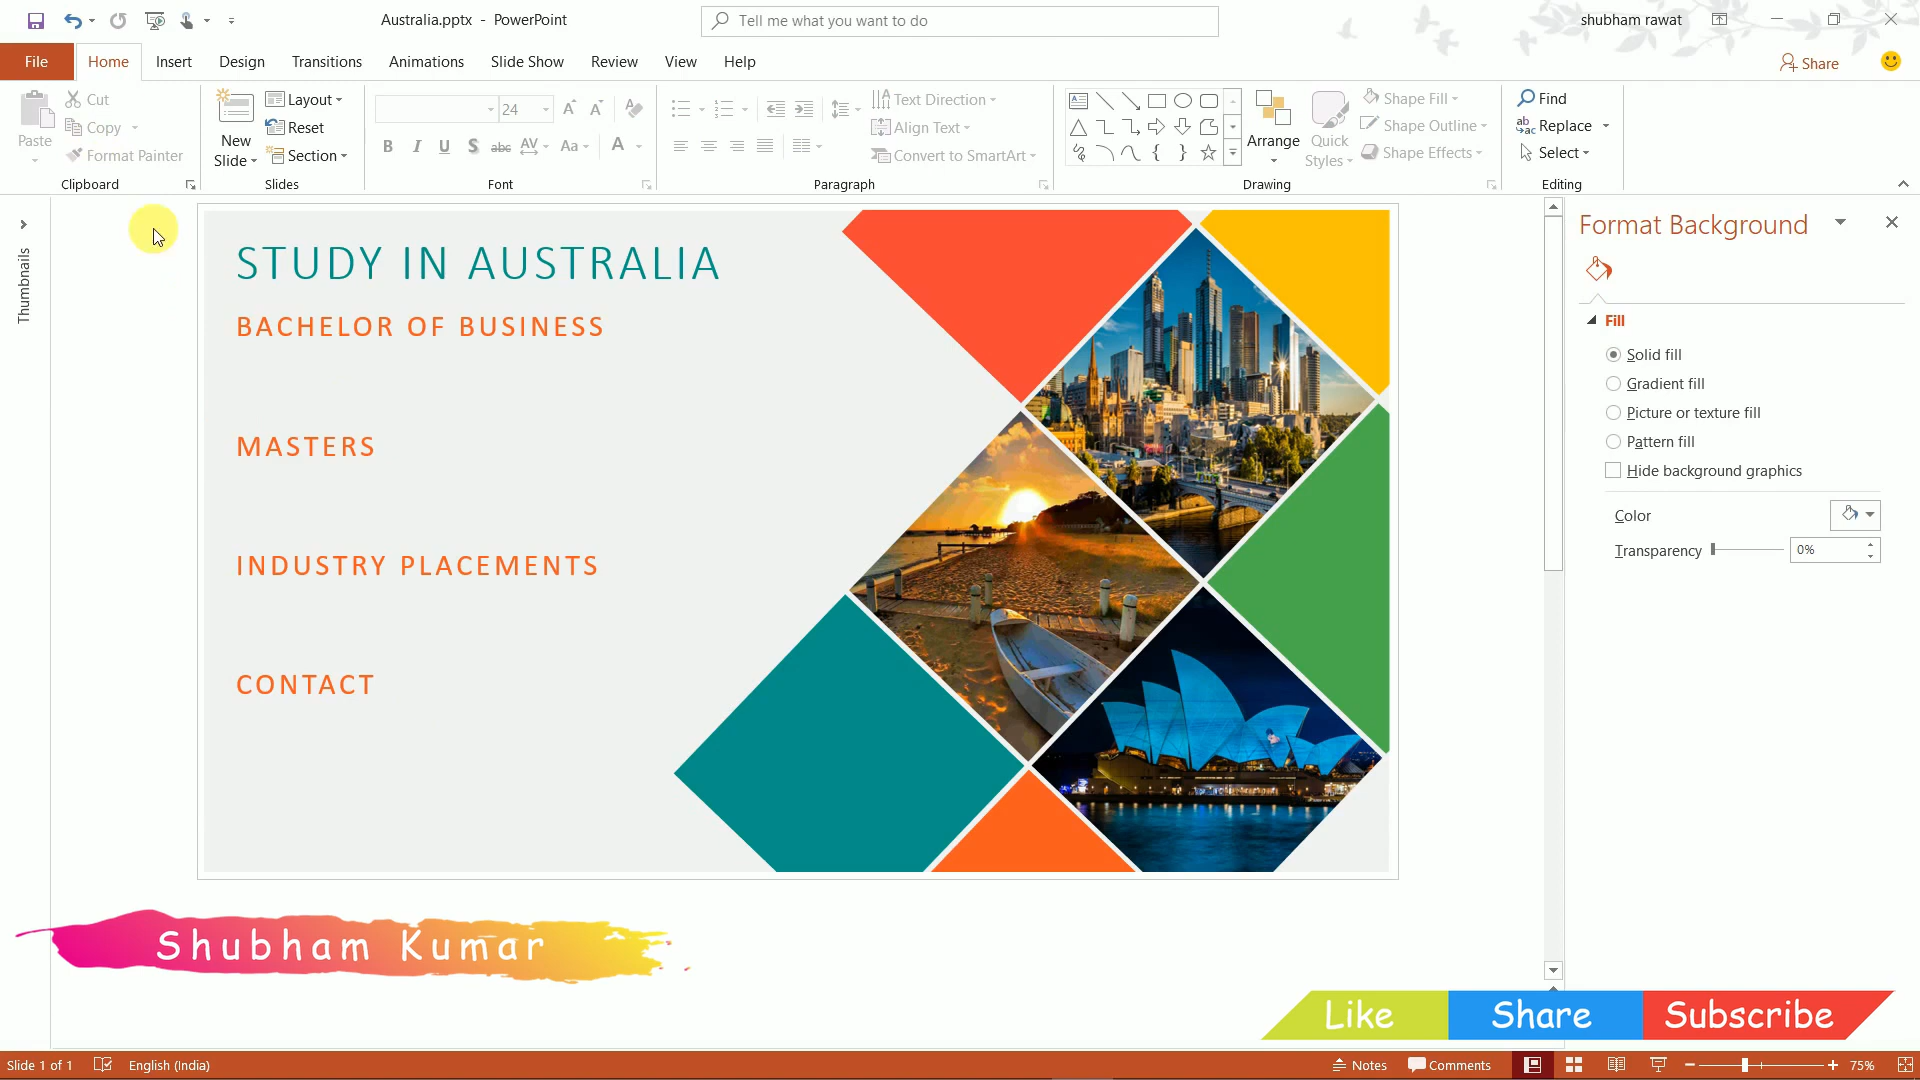 Australia.pptx - PowerPoint
Tell me what you want to do
shubham rawat
File Home Insert Design Transitions Animations Slide Show Review View Help
Share
Paste
Cut
Copy
Format Painter
Clipboard
New Slide
Layout
Reset
Section
Slides
24
B I U S abc AV Aa A
Font
Text Direction
Align Text
Convert to SmartArt
Paragraph
Arrange
Quick Styles
Shape Fill
Shape Outline
Shape Effects
Drawing
Find
Replace
Select
Editing
Thumbnails
STUDY IN AUSTRALIA
BACHELOR OF BUSINESS
MASTERS
INDUSTRY PLACEMENTS
CONTACT
Format Background
Fill
Solid fill
Gradient fill
Picture or texture fill
Pattern fill
Hide background graphics
Color
Transparency 0%
Shubham Kumar
Like Share Subscribe
Slide 1 of 1 English (India) Notes Comments 75%